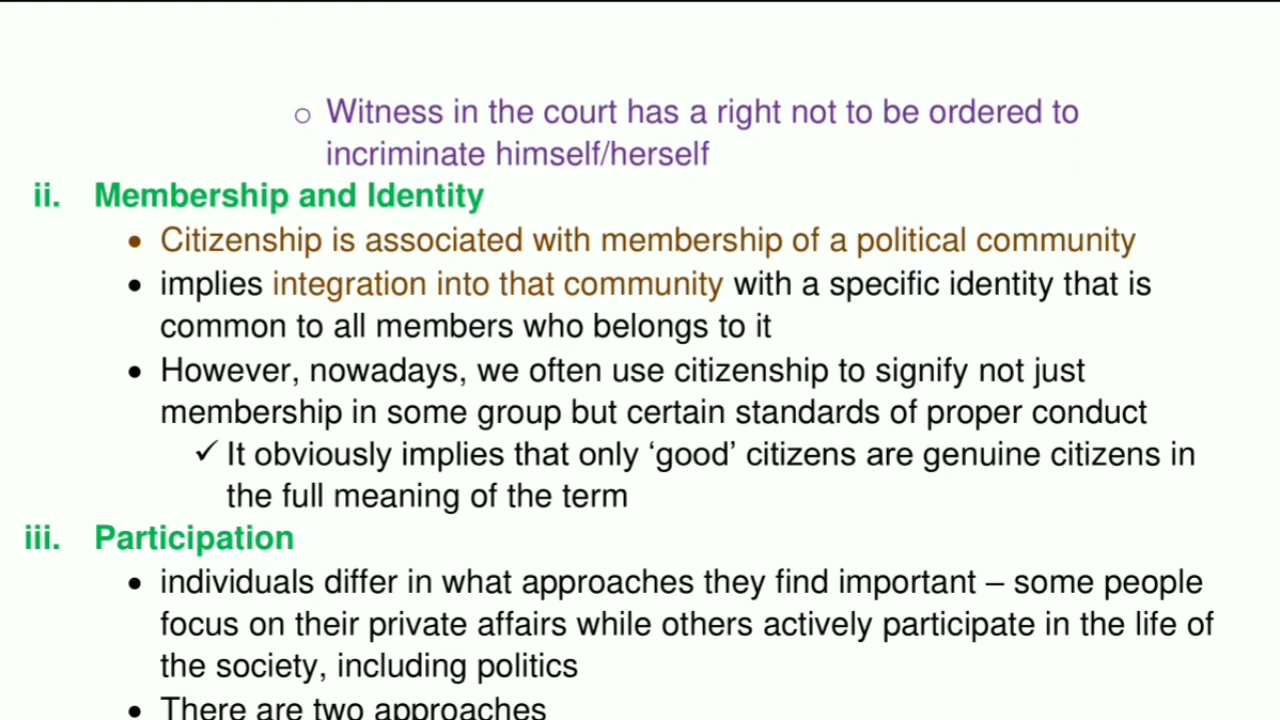 o Witness in the court has a right not to be ordered to
incriminate himself/herself
ii. Membership and Identity
• Citizenship is associated with membership of a political community
• implies integration into that community with a specific identity that is
common to all members who belongs to it
• However, nowadays, we often use citizenship to signify not just
membership in some group but certain standards of proper conduct
✓ It obviously implies that only ‘good’ citizens are genuine citizens in
the full meaning of the term
iii. Participation
• individuals differ in what approaches they find important – some people
focus on their private affairs while others actively participate in the life of
the society, including politics
• There are two approaches